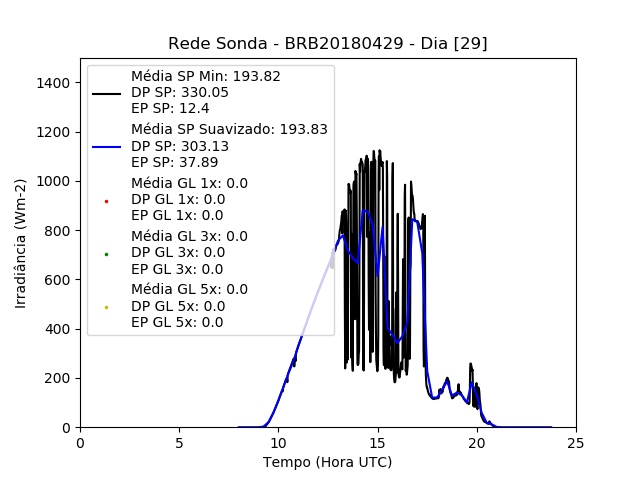 Rede Sonda - BRB20180429 - Dia [29]
Irradiância (Wm-2)
1400
1200
1000
800
600
400
200
0
Média SP Min: 193.82
DP SP: 330.05
EP SP: 12.4
Média SP Suavizado: 193.83
DP SP: 303.13
EP SP: 37.89
Média GL 1x: 0.0
DP GL 1x: 0.0
EP GL 1x: 0.0
Média GL 3x: 0.0
DP GL 3x: 0.0
EP GL 3x: 0.0
Média GL 5x: 0.0
DP GL 5x: 0.0
EP GL 5x: 0.0
0 5 10 15 20 25
Tempo (Hora UTC)